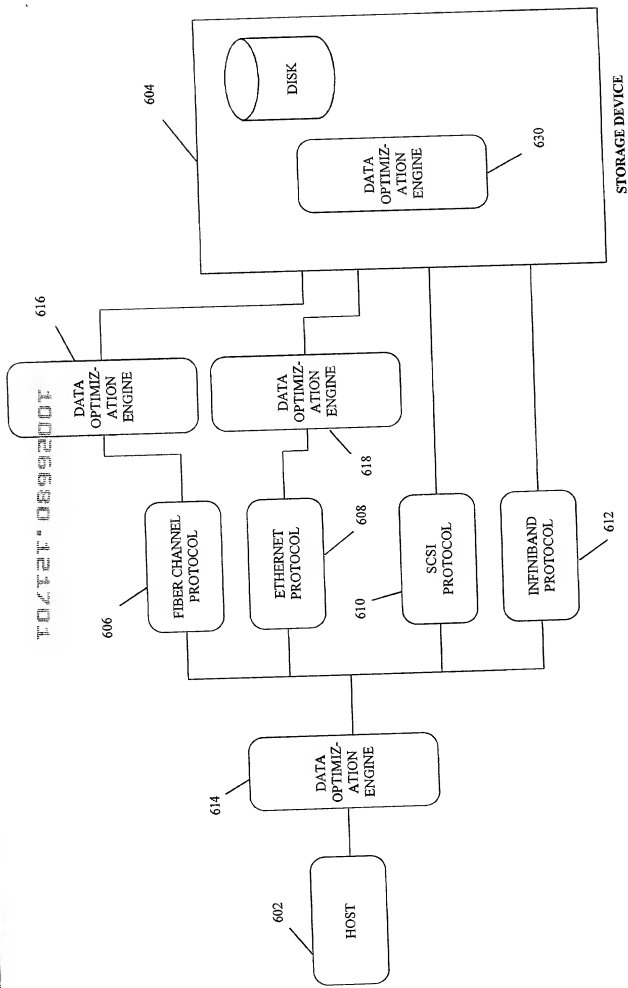 602
HOST
614
DATA
OPTIMIZ-
ATION
ENGINE
606
FIBER CHANNEL
PROTOCOL
ETHERNET
PROTOCOL
608
610
SCSI
PROTOCOL
INFINIBAND
PROTOCOL
612
616
DATA
OPTIMIZ-
ATION
ENGINE
DATA
OPTIMIZ-
ATION
ENGINE
618
604
DISK
DATA
OPTIMIZ-
ATION
ENGINE
630
STORAGE DEVICE